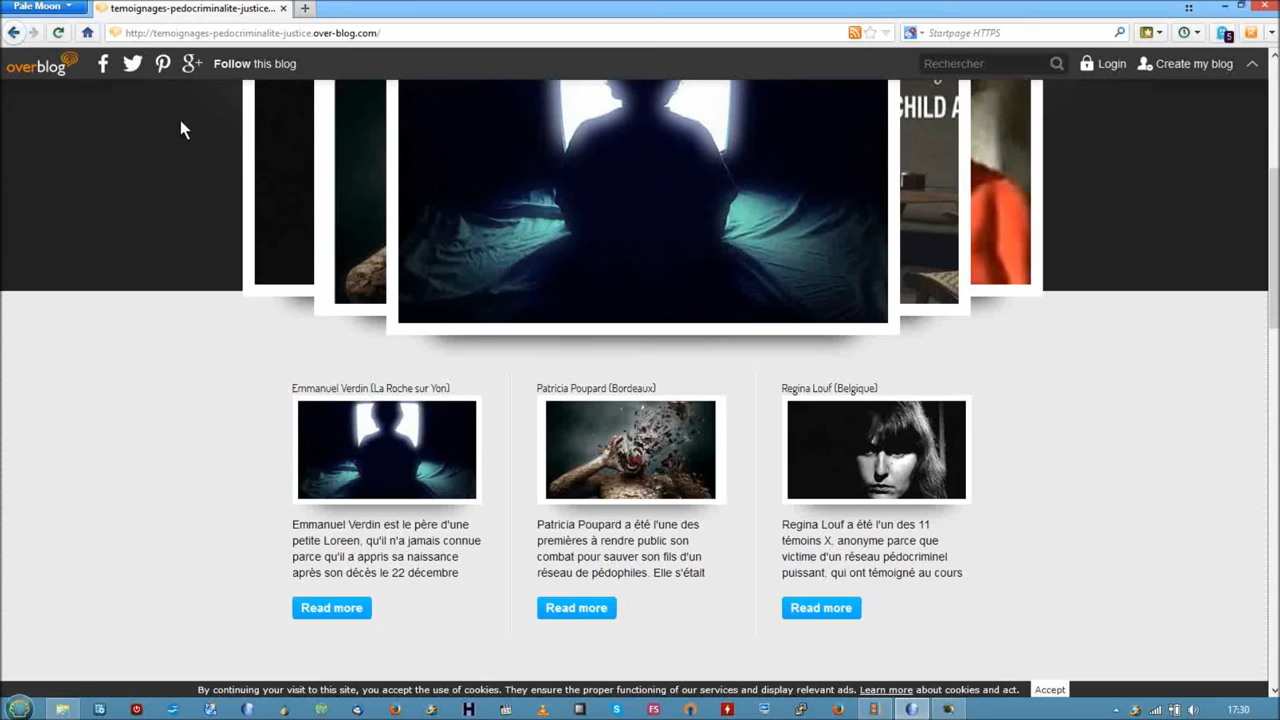 Pale Moon
temoignages-pedocriminalite-justice...
http://temoignages-pedocriminalite-justice.over-blog.com/
Startpage HTTPS
5
overblog
Follow this blog
Rechercher
Login
Create my blog
CHILD A
Emmanuel Verdin (La Roche sur Yon)
Patricia Poupard (Bordeaux)
Regina Louf (Belgique)
Emmanuel Verdin est le père d'une
petite Loreen, qu'il n'a jamais connue
parce qu'il a appris sa naissance
après son décès le 22 décembre
Patricia Poupard a été l'une des
premières à rendre public son
combat pour sauver son fils d'un
réseau de pédophiles. Elle s'était
Regina Louf a été l'un des 11
témoins X, anonyme parce que
victime d'un réseau pédocriminel
puissant, qui ont témoigné au cours
Read more
Read more
Read more
By continuing your visit to this site, you accept the use of cookies. They ensure the proper functioning of our services and display relevant ads. Learn more about cookies and act.
Accept
17:30